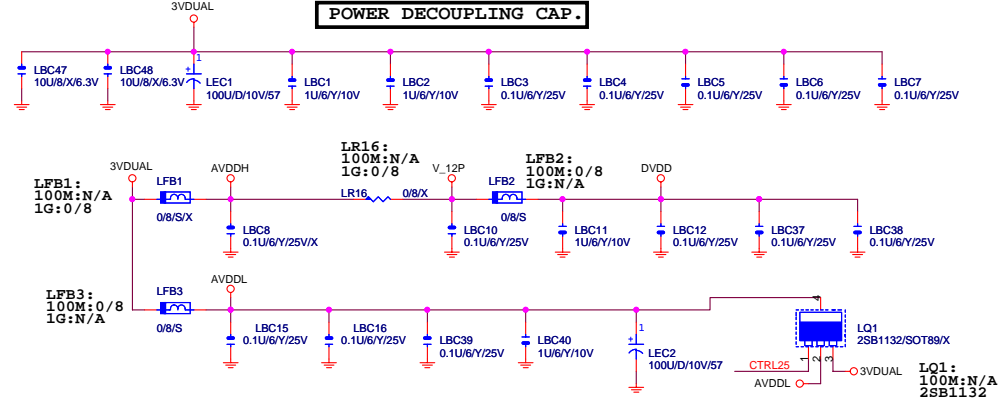 POWER DECOUPLING CAP.
3VDUAL
1
LBC47
10U/8/X/6.3V
LBC48
10U/8/X/6.3V
LEC1
100U/D/10V/57
LBC1
1U/6/Y/10V
LBC2
1U/6/Y/10V
LBC3
0.1U/6/Y/25V
LBC4
0.1U/6/Y/25V
LBC5
0.1U/6/Y/25V
LBC6
0.1U/6/Y/25V
LBC7
0.1U/6/Y/25V
LFB1:
100M:N/A
1G:0/8
3VDUAL
LFB1
0/8/S/X
AVDDH
LBC8
0.1U/6/Y/25V/X
LR16:
100M:N/A
1G:0/8
LR16
0/8/X
V_12P
LBC10
0.1U/6/Y/25V
LFB2
0/8/S
LFB2:
100M:0/8
1G:N/A
LBC11
1U/6/Y/10V
DVDD
LBC12
0.1U/6/Y/25V
LBC37
0.1U/6/Y/25V
LBC38
0.1U/6/Y/25V
LFB3:
100M:0/8
1G:N/A
LFB3
0/8/S
AVDDL
LBC15
0.1U/6/Y/25V
LBC16
0.1U/6/Y/25V
LBC39
0.1U/6/Y/25V
LBC40
1U/6/Y/10V
1
LEC2
100U/D/10V/57
4
LQ1
2SB1132/SOT89/X
1
2
3
CTRL25
AVDDL
3VDUAL
LQ1:
100M:N/A
2SB1132